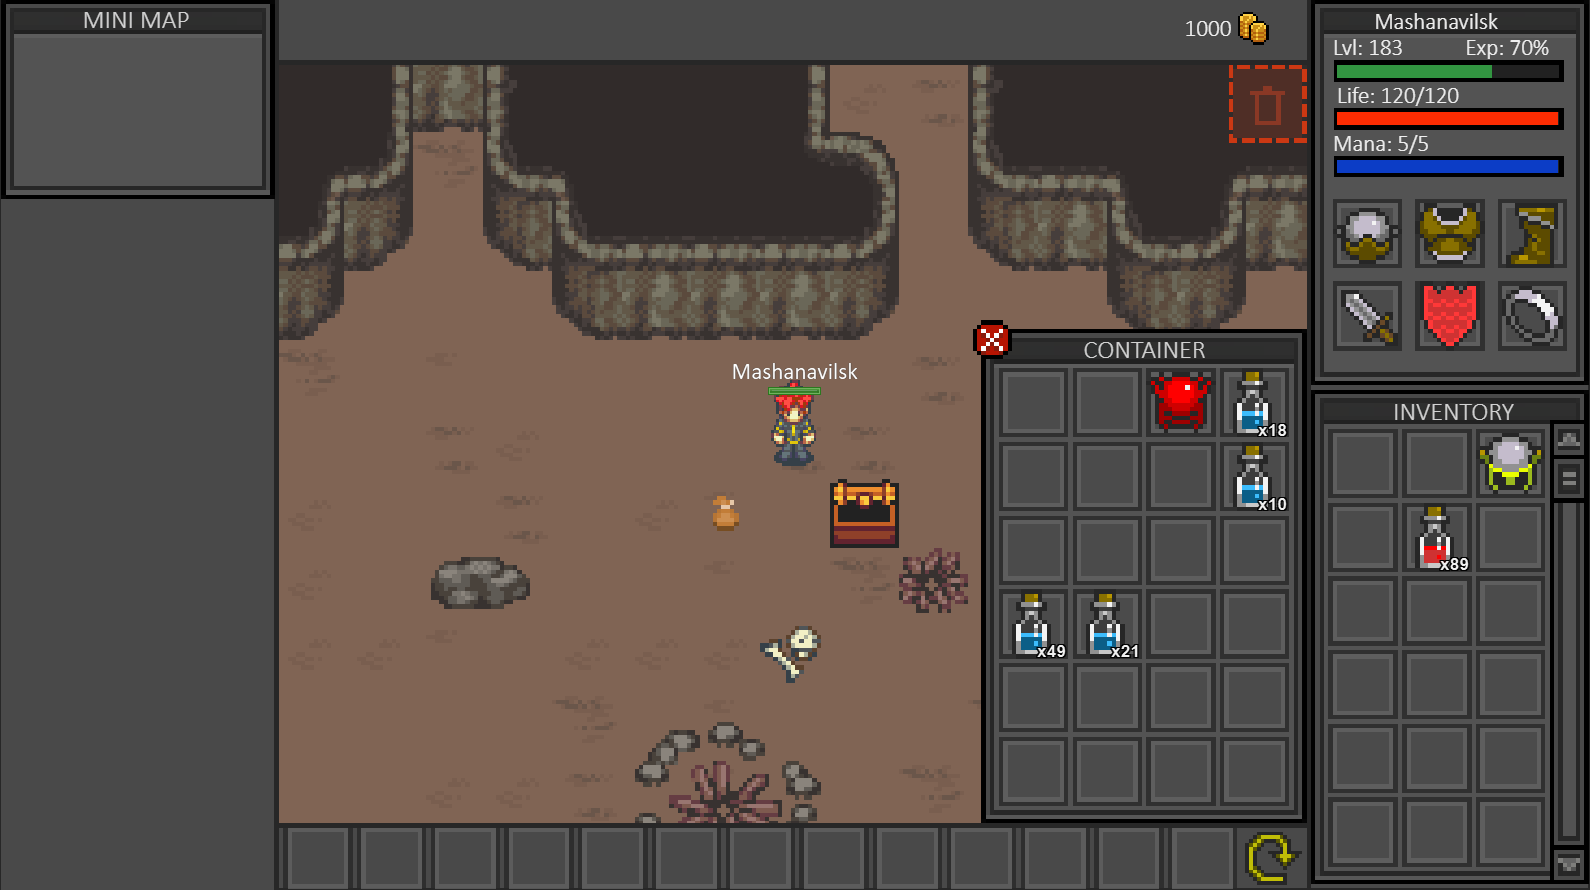 MINI MAP
1000
Mashanavilsk
Lvl: 183 Exp: 70%
Life: 120/120
Mana: 5/5
Mashanavilsk
CONTAINER
x18
x10
x49 x21
INVENTORY
x89